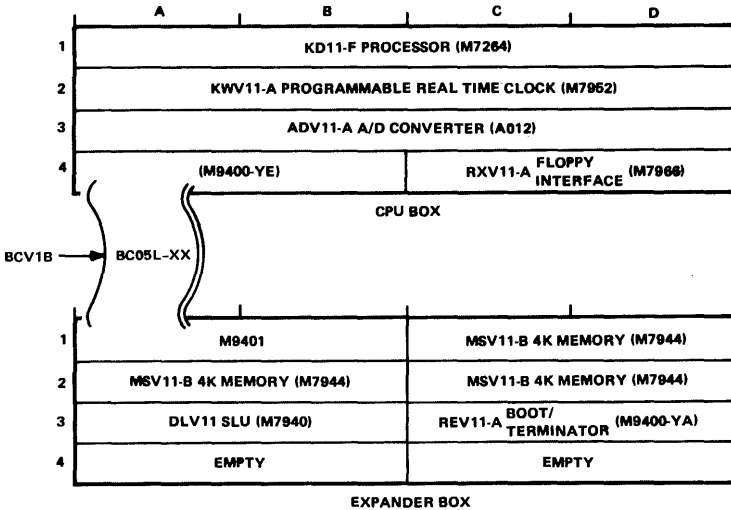 A B C D
1 KD11-F PROCESSOR (M7264)
2 KWV11-A PROGRAMMABLE REAL TIME CLOCK (M7952)
3 ADV11-A A/D CONVERTER (A012)
4 (M9400-YE) RXV11-A FLOPPY INTERFACE (M7966)
CPU BOX
BCV1B BC05L-XX
1 M9401 MSV11-B 4K MEMORY (M7944)
2 MSV11-B 4K MEMORY (M7944) MSV11-B 4K MEMORY (M7944)
3 DLV11 SLU (M7940) REV11-A BOOT/ TERMINATOR (M9400-YA)
4 EMPTY EMPTY
EXPANDER BOX